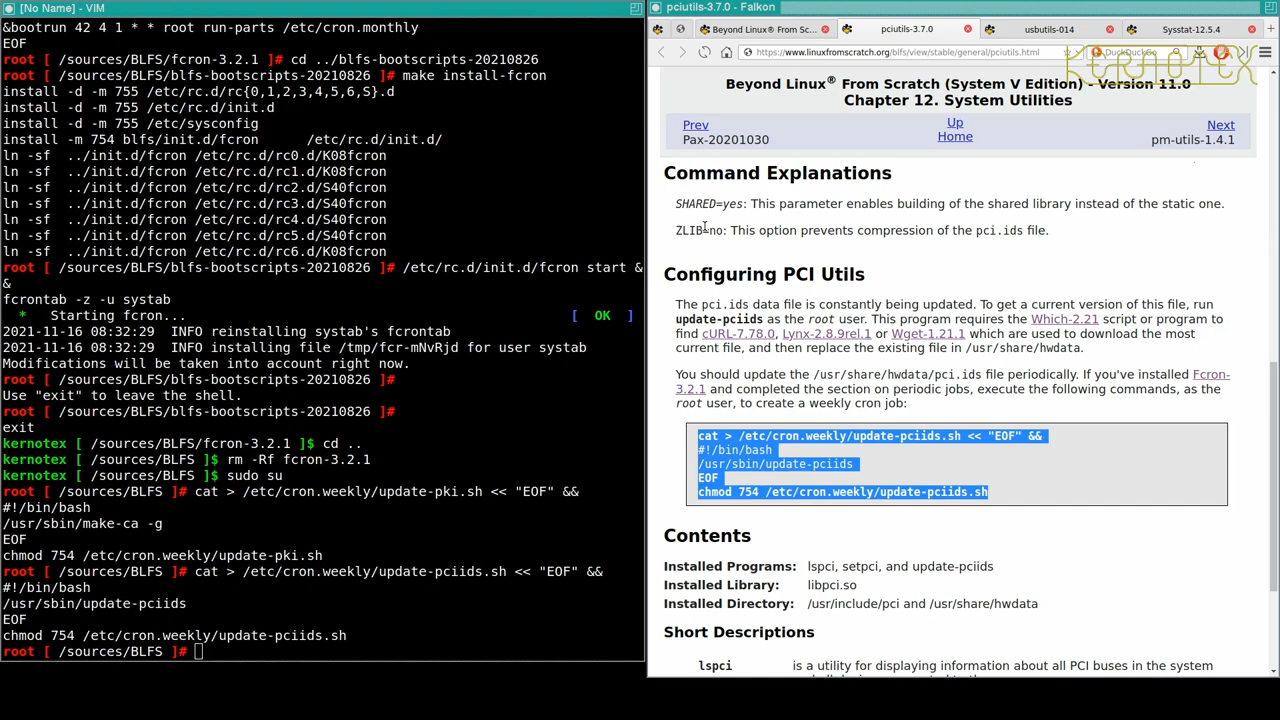 [No Name] - VIM
&bootrun 42 4 1 * * root run-parts /etc/cron.monthly
EOF
root [ /sources/BLFS/fcron-3.2.1 ]# cd ../blfs-bootscripts-20210826
root [ /sources/BLFS/blfs-bootscripts-20210826 ]# make install-fcron
install -d -m 755 /etc/rc.d/rc{0,1,2,3,4,5,6,S}.d
install -d -m 755 /etc/rc.d/init.d
install -d -m 755 /etc/sysconfig
install -m 754 blfs/init.d/fcron      /etc/rc.d/init.d/
ln -sf  ../init.d/fcron /etc/rc.d/rc0.d/K08fcron
ln -sf  ../init.d/fcron /etc/rc.d/rc1.d/K08fcron
ln -sf  ../init.d/fcron /etc/rc.d/rc2.d/S40fcron
ln -sf  ../init.d/fcron /etc/rc.d/rc3.d/S40fcron
ln -sf  ../init.d/fcron /etc/rc.d/rc4.d/S40fcron
ln -sf  ../init.d/fcron /etc/rc.d/rc5.d/S40fcron
ln -sf  ../init.d/fcron /etc/rc.d/rc6.d/K08fcron
root [ /sources/BLFS/blfs-bootscripts-20210826 ]# /etc/rc.d/init.d/fcron start &
&
fcrontab -z -u systab
*   Starting fcron...   [  OK  ]
2021-11-16 08:32:29  INFO reinstalling systab's fcrontab
2021-11-16 08:32:29  INFO installing file /tmp/fcr-mNvRjd for user systab
Modifications will be taken into account right now.
root [ /sources/BLFS/blfs-bootscripts-20210826 ]#
Use "exit" to leave the shell.
root [ /sources/BLFS/blfs-bootscripts-20210826 ]#
exit
kernotex [ /sources/BLFS/fcron-3.2.1 ]$ cd ..
kernotex [ /sources/BLFS ]$ rm -Rf fcron-3.2.1
kernotex [ /sources/BLFS ]$ sudo su
root [ /sources/BLFS ]# cat > /etc/cron.weekly/update-pki.sh << "EOF" &&
#!/bin/bash
/usr/sbin/make-ca -g
EOF
chmod 755 /etc/cron.weekly/update-pki.sh
root [ /sources/BLFS ]# cat > /etc/cron.weekly/update-pciids.sh << "EOF" &&
#!/bin/bash
/usr/sbin/update-pciids
EOF
chmod 754 /etc/cron.weekly/update-pciids.sh
root [ /sources/BLFS ]#
pciutils-3.7.0 - Falkon
Beyond Linux® From Sc...
pciutils-3.7.0
usbutils-014
Sysstat-12.5.4
https://www.linuxfromscratch.org/blfs/view/stable/general/pciutils.html
DuckDuckGo
KERNOTEX
Beyond Linux® From Scratch (System V Edition) - Version 11.0
Chapter 12. System Utilities
Prev Up Next
Pax-20201030 Home pm-utils-1.4.1
Command Explanations
SHARED=yes: This parameter enables building of the shared library instead of the static one.
ZLIB=no: This option prevents compression of the pci.ids file.
Configuring PCI Utils
The pci.ids data file is constantly being updated. To get a current version of this file, run
update-pciids as the root user. This program requires the Which-2.21 script or program to
find cURL-7.78.0, Lynx-2.8.9rel.1 or Wget-1.21.1 which are used to download the most
current file, and then replace the existing file in /usr/share/hwdata.
You should update the /usr/share/hwdata/pci.ids file periodically. If you've installed Fcron-
3.2.1 and completed the section on periodic jobs, execute the following commands, as the
root user, to create a weekly cron job:
cat > /etc/cron.weekly/update-pciids.sh << "EOF" &&
#!/bin/bash
/usr/sbin/update-pciids
EOF
chmod 754 /etc/cron.weekly/update-pciids.sh
Contents
Installed Programs: lspci, setpci, and update-pciids
Installed Library: libpci.so
Installed Directory: /usr/include/pci and /usr/share/hwdata
Short Descriptions
lspci is a utility for displaying information about all PCI buses in the system